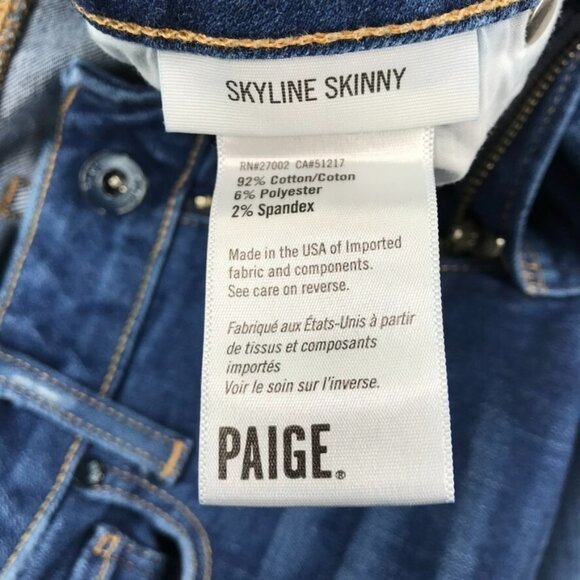 SKYLINE SKINNY
RN#27002 CA#51217
92% Cotton/Coton
6% Polyester
2% Spandex
Made in the USA of Imported
fabric and components.
See care on reverse.
Fabriqué aux États-Unis à partir
de tissus et composants
importés
Voir le soin sur l'inverse.
PAIGE®